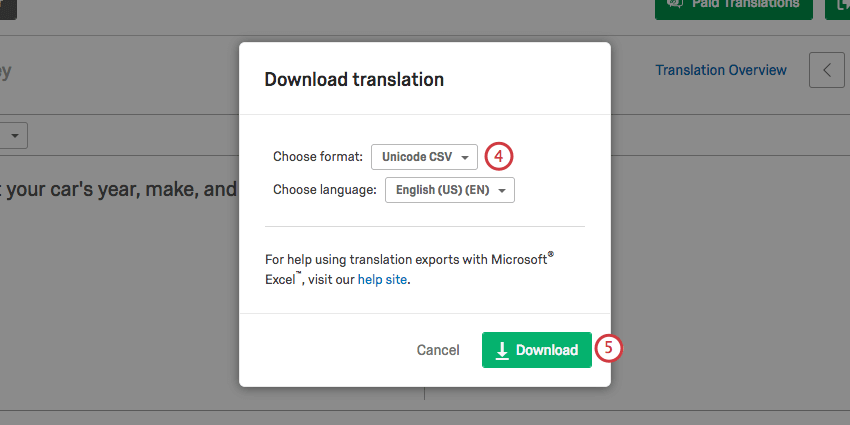 Paid Translations
Translation Overview
your car's year, make, and
Download translation
Choose format: Unicode CSV 4
Choose language: English (US) (EN)
For help using translation exports with Microsoft®
Excel™, visit our help site.
Cancel Download 5